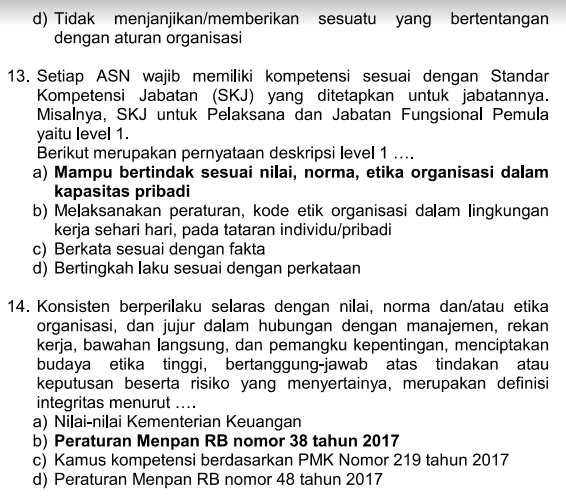 d) Tidak menjanjikan/memberikan sesuatu yang bertentangan
dengan aturan organisasi
13. Setiap ASN wajib memiliki kompetensi sesuai dengan Standar
Kompetensi Jabatan (SKJ) yang ditetapkan untuk jabatannya.
Misalnya, SKJ untuk Pelaksana dan Jabatan Fungsional Pemula
yaitu level 1.
Berikut merupakan pernyataan deskripsi level 1 ….
a) Mampu bertindak sesuai nilai, norma, etika organisasi dalam
kapasitas pribadi
b) Melaksanakan peraturan, kode etik organisasi dalam lingkungan
kerja sehari hari, pada tataran individu/pribadi
c) Berkata sesuai dengan fakta
d) Bertingkah laku sesuai dengan perkataan
14. Konsisten berperilaku selaras dengan nilai, norma dan/atau etika
organisasi, dan jujur dalam hubungan dengan manajemen, rekan
kerja, bawahan langsung, dan pemangku kepentingan, menciptakan
budaya etika tinggi, bertanggung-jawab atas tindakan atau
keputusan beserta risiko yang menyertainya, merupakan definisi
integritas menurut ….
a) Nilai-nilai Kementerian Keuangan
b) Peraturan Menpan RB nomor 38 tahun 2017
c) Kamus kompetensi berdasarkan PMK Nomor 219 tahun 2017
d) Peraturan Menpan RB nomor 48 tahun 2017